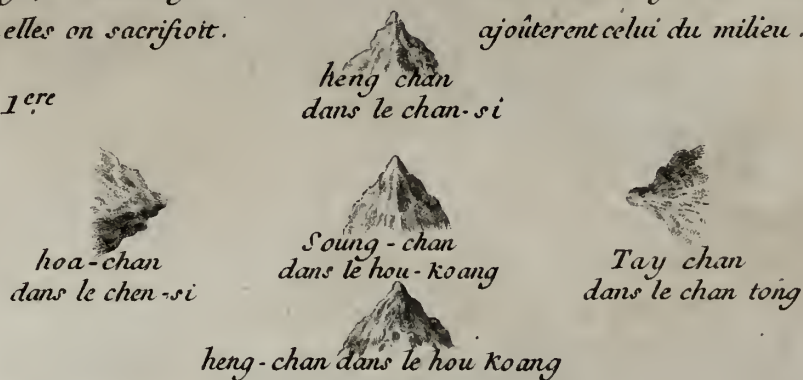 elles on sacrifioit.
ajoûterent celui du milieu.
heng chan
dans le chan-si
1ere
hoa-chan
dans le chen-si
Soung-chan
dans le hou-koang
Tay chan
dans le chan tong
heng-chan dans le hou Koang